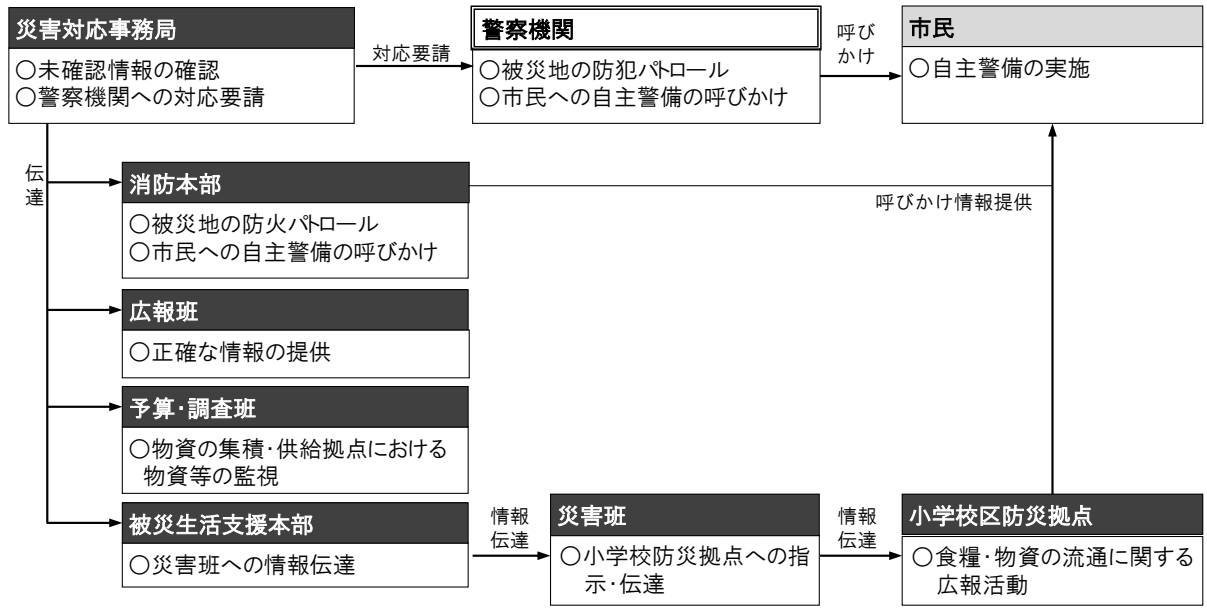 災害対応事務局
○未確認情報の確認
○警察機関への対応要請
対応要請
警察機関
○被災地の防犯パトロール
○市民への自主警備の呼びかけ
呼び
かけ
市民
○自主警備の実施
伝
達
消防本部
○被災地の防火パトロール
○市民への自主警備の呼びかけ
呼びかけ情報提供
広報班
○正確な情報の提供
予算・調査班
○物資の集積・供給拠点における
物資等の監視
被災生活支援本部
○災害班への情報伝達
情報
伝達
災害班
○小学校防災拠点への指
示・伝達
情報
伝達
小学校区防災拠点
○食糧・物資の流通に関する
広報活動